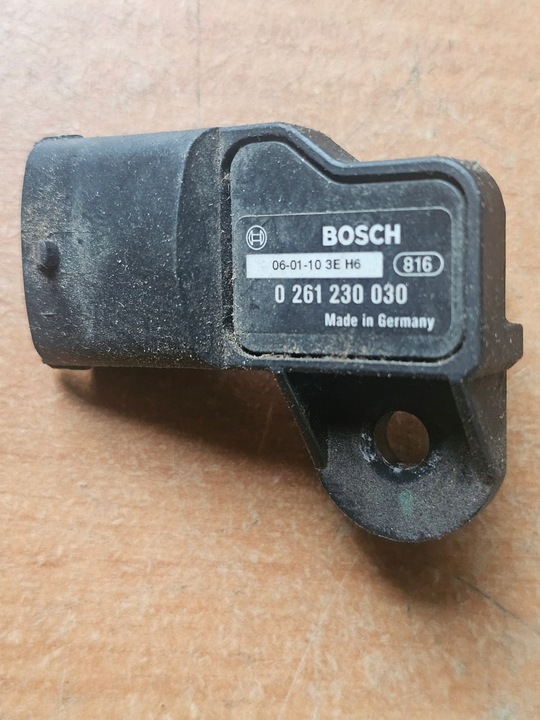 BOSCH
06-01-10 3E H6 816
0 261 230 030
Made in Germany